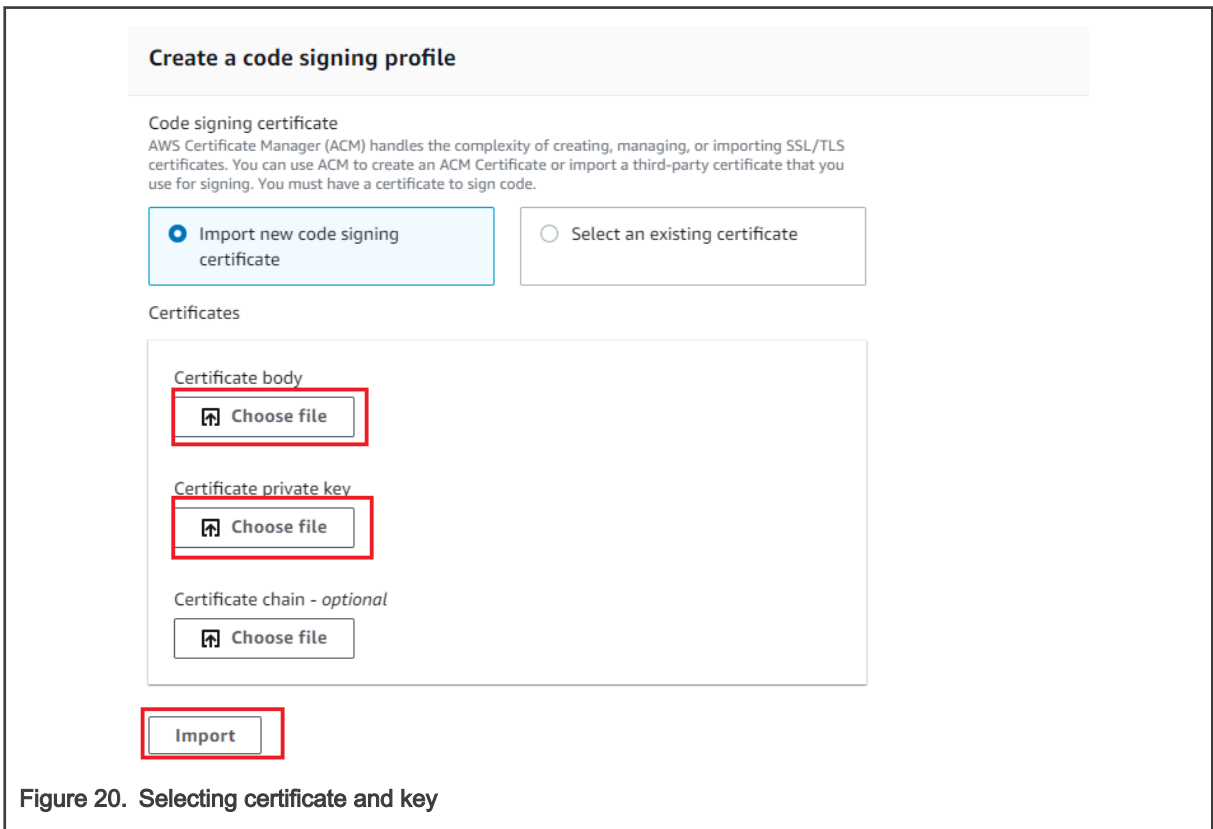 Create a code signing profile
Code signing certificate
AWS Certificate Manager (ACM) handles the complexity of creating, managing, or importing SSL/TLS
certificates. You can use ACM to create an ACM Certificate or import a third-party certificate that you
use for signing. You must have a certificate to sign code.
Import new code signing
certificate
Select an existing certificate
Certificates
Certificate body
Choose file
Certificate private key
Choose file
Certificate chain - optional
Choose file
Import
Figure 20. Selecting certificate and key